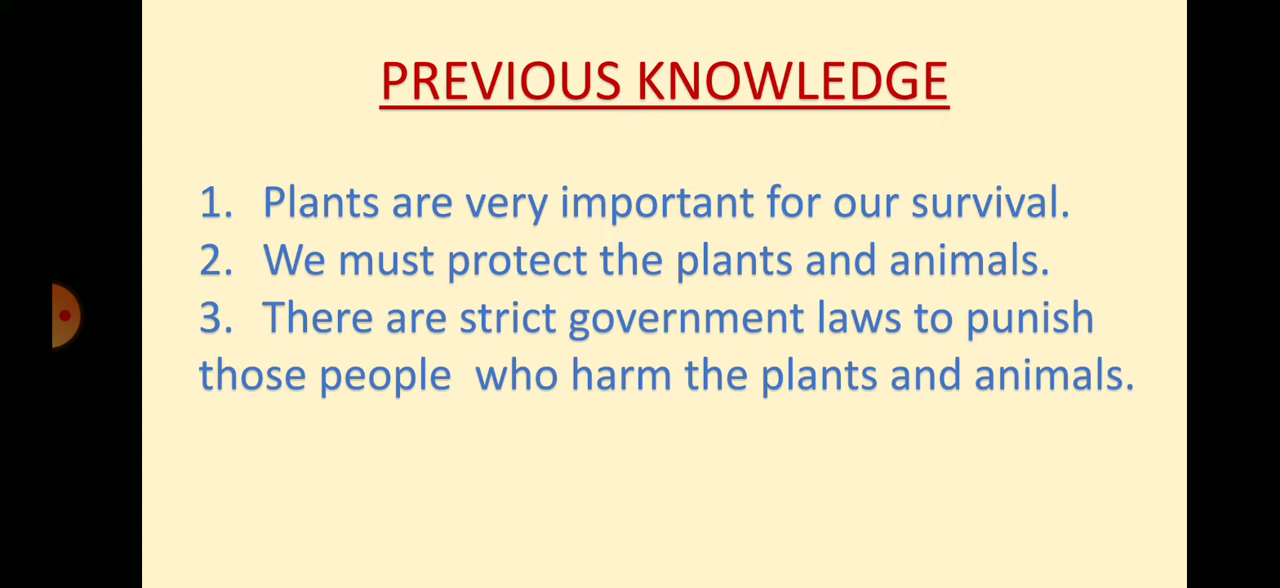 PREVIOUS KNOWLEDGE
1. Plants are very important for our survival.
2. We must protect the plants and animals.
3. There are strict government laws to punish
those people  who harm the plants and animals.